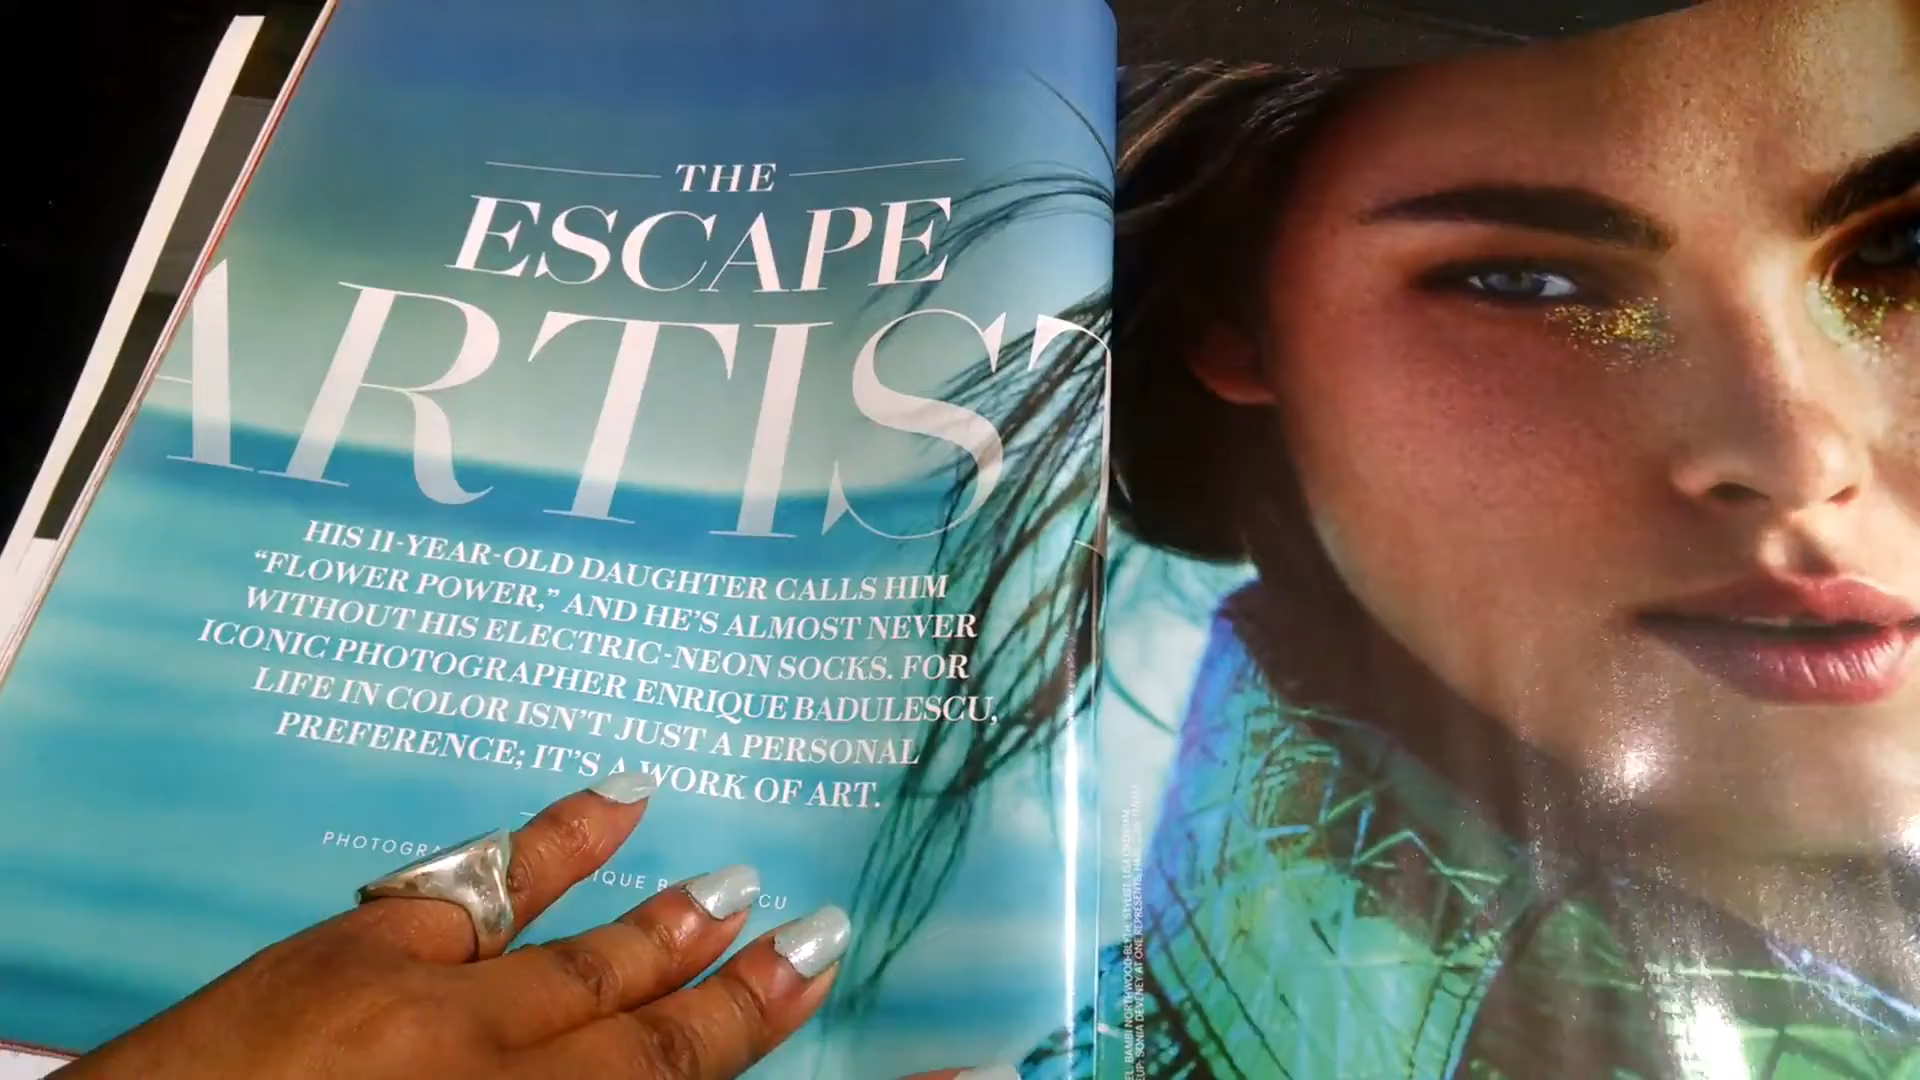 THE
ESCAPE
ARTIST
HIS 11-YEAR-OLD DAUGHTER CALLS HIM
“FLOWER POWER,” AND HE’S ALMOST NEVER
WITHOUT HIS ELECTRIC-NEON SOCKS. FOR
ICONIC PHOTOGRAPHER ENRIQUE BADULESCU,
LIFE IN COLOR ISN’T JUST A PERSONAL
PREFERENCE; IT’S A WORK OF ART.